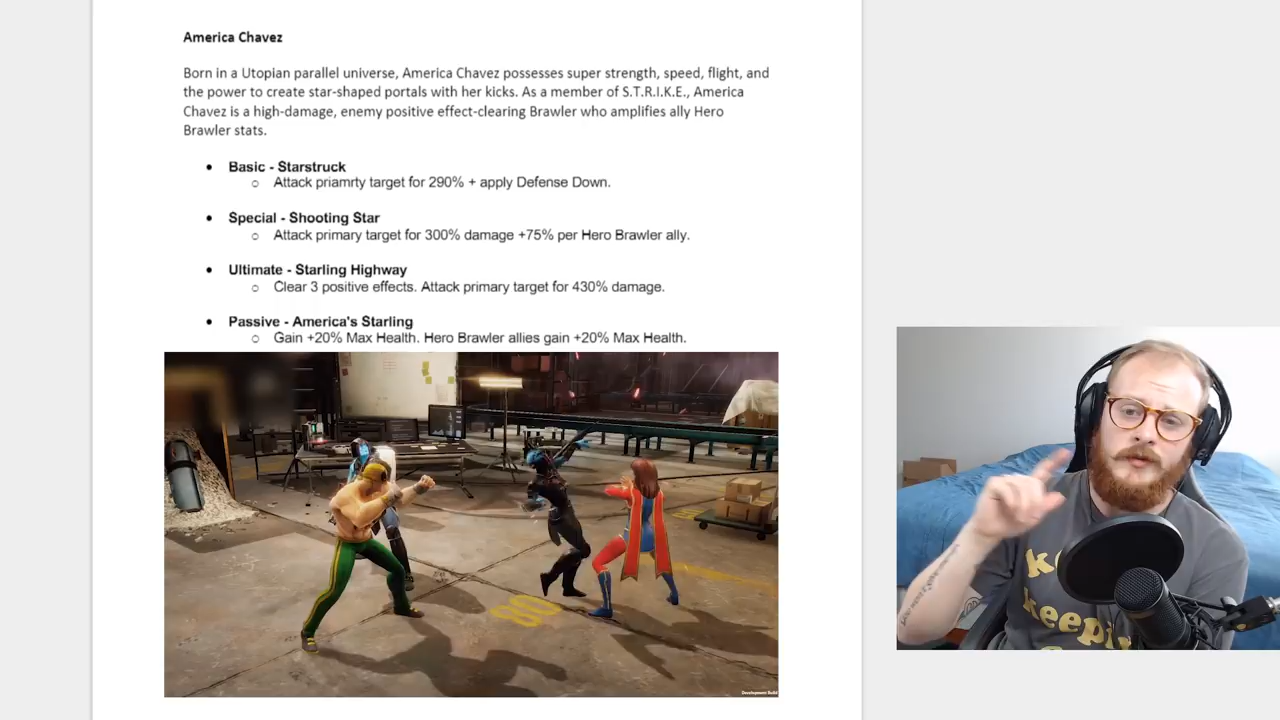 America Chavez
Born in a Utopian parallel universe, America Chavez possesses super strength, speed, flight, and
the power to create star-shaped portals with her kicks. As a member of S.T.R.I.K.E., America
Chavez is a high-damage, enemy positive effect-clearing Brawler who amplifies ally Hero
Brawler stats.
• Basic - Starstruck
o Attack priamrty target for 290% + apply Defense Down.
• Special - Shooting Star
o Attack primary target for 300% damage +75% per Hero Brawler ally.
• Ultimate - Starling Highway
o Clear 3 positive effects. Attack primary target for 430% damage.
• Passive - America's Starling
o Gain +20% Max Health. Hero Brawler allies gain +20% Max Health.
80
Development Build
keepin